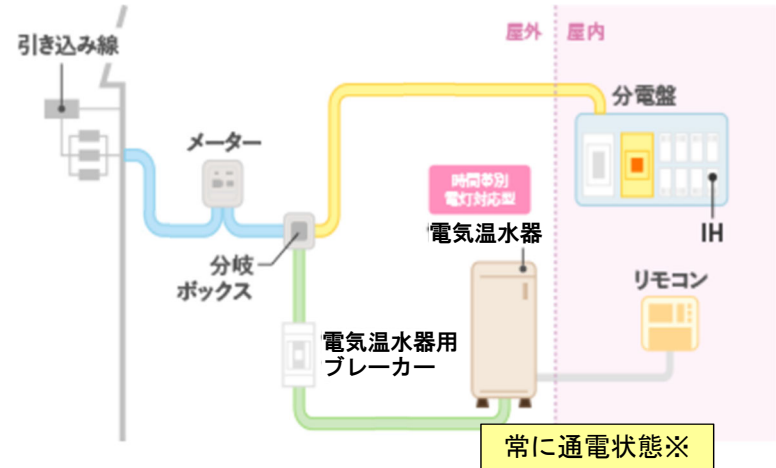 引き込み線
屋外
屋内
分電盤
メーター
時間帯別
電灯対応型
電気温水器
IH
分岐
ボックス
リモコン
電気温水器用
ブレーカー
常に通電状態※